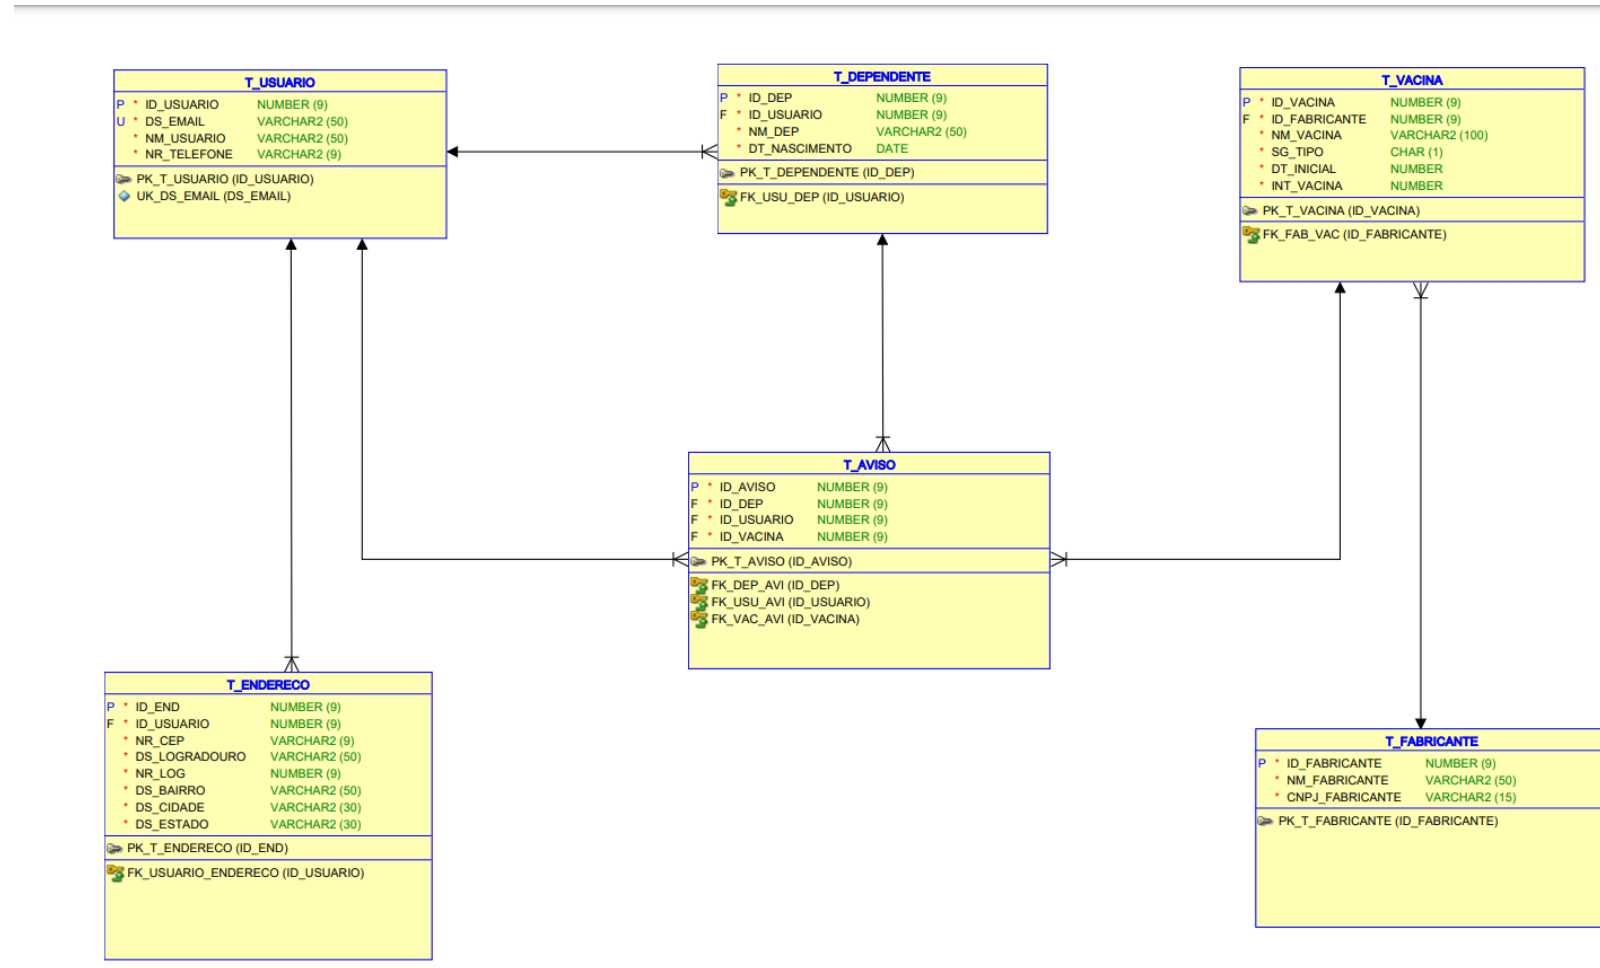 T_USUARIO
P * ID_USUARIO NUMBER (9)
U * DS_EMAIL VARCHAR2 (50)
* NM_USUARIO VARCHAR2 (50)
* NR_TELEFONE VARCHAR2 (9)
PK_T_USUARIO (ID_USUARIO)
UK_DS_EMAIL (DS_EMAIL)
T_DEPENDENTE
P * ID_DEP NUMBER (9)
F * ID_USUARIO NUMBER (9)
* NM_DEP VARCHAR2 (50)
* DT_NASCIMENTO DATE
PK_T_DEPENDENTE (ID_DEP)
FK_USU_DEP (ID_USUARIO)
T_VACINA
P * ID_VACINA NUMBER (9)
F * ID_FABRICANTE NUMBER (9)
* NM_VACINA VARCHAR2 (100)
* SG_TIPO CHAR (1)
* DT_INICIAL NUMBER
* INT_VACINA NUMBER
PK_T_VACINA (ID_VACINA)
FK_FAB_VAC (ID_FABRICANTE)
T_AVISO
P * ID_AVISO NUMBER (9)
F * ID_DEP NUMBER (9)
F * ID_USUARIO NUMBER (9)
F * ID_VACINA NUMBER (9)
PK_T_AVISO (ID_AVISO)
FK_DEP_AVI (ID_DEP)
FK_USU_AVI (ID_USUARIO)
FK_VAC_AVI (ID_VACINA)
T_ENDERECO
P * ID_END NUMBER (9)
F * ID_USUARIO NUMBER (9)
* NR_CEP VARCHAR2 (9)
* DS_LOGRADOURO VARCHAR2 (50)
* NR_LOG NUMBER (9)
* DS_BAIRRO VARCHAR2 (50)
* DS_CIDADE VARCHAR2 (30)
* DS_ESTADO VARCHAR2 (30)
PK_T_ENDERECO (ID_END)
FK_USUARIO_ENDERECO (ID_USUARIO)
T_FABRICANTE
P * ID_FABRICANTE NUMBER (9)
* NM_FABRICANTE VARCHAR2 (50)
* CNPJ_FABRICANTE VARCHAR2 (15)
PK_T_FABRICANTE (ID_FABRICANTE)